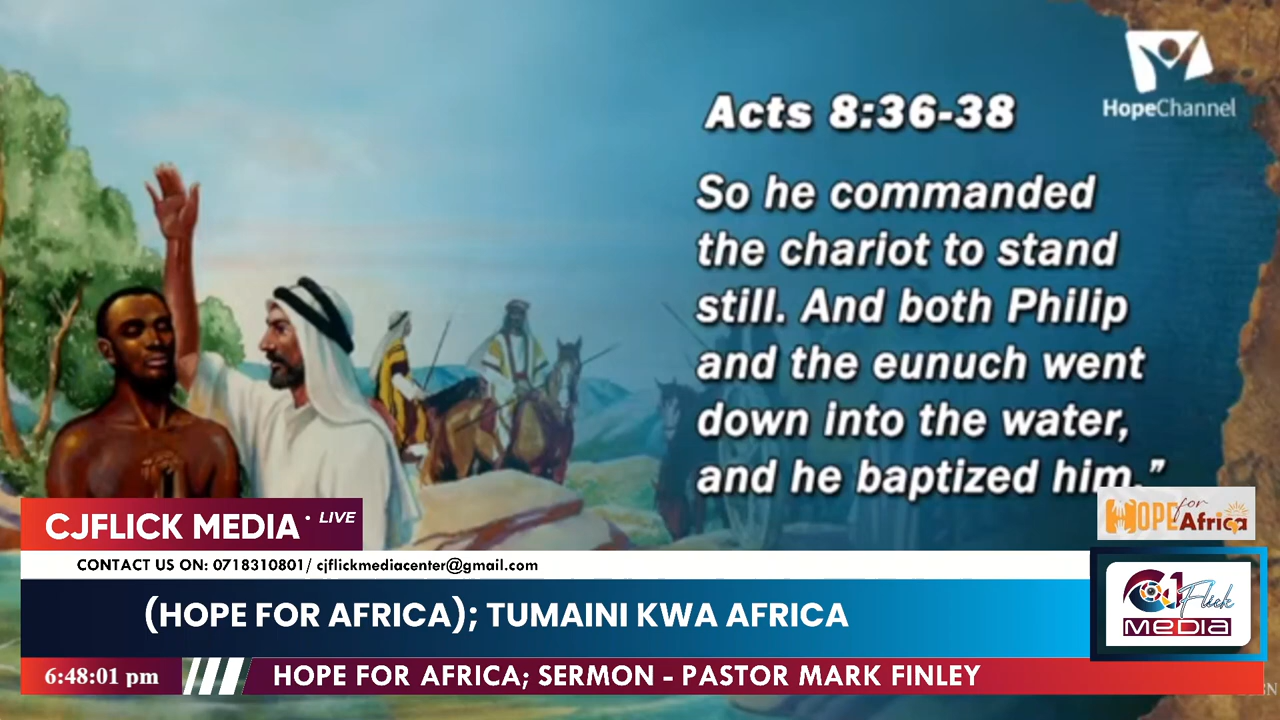 HopeChannel
Acts 8:36-38
So he commanded
the chariot to stand
still. And both Philip
and the eunuch went
down into the water,
and he baptized him.”
HOPE for Africa
CJFLICK MEDIA • LIVE
CONTACT US ON: 0718310801/ cjflickmediacenter@gmail.com
(HOPE FOR AFRICA); TUMAINI KWA AFRICA
Flick
MEDIA
6:48:01 pm
HOPE FOR AFRICA; SERMON - PASTOR MARK FINLEY